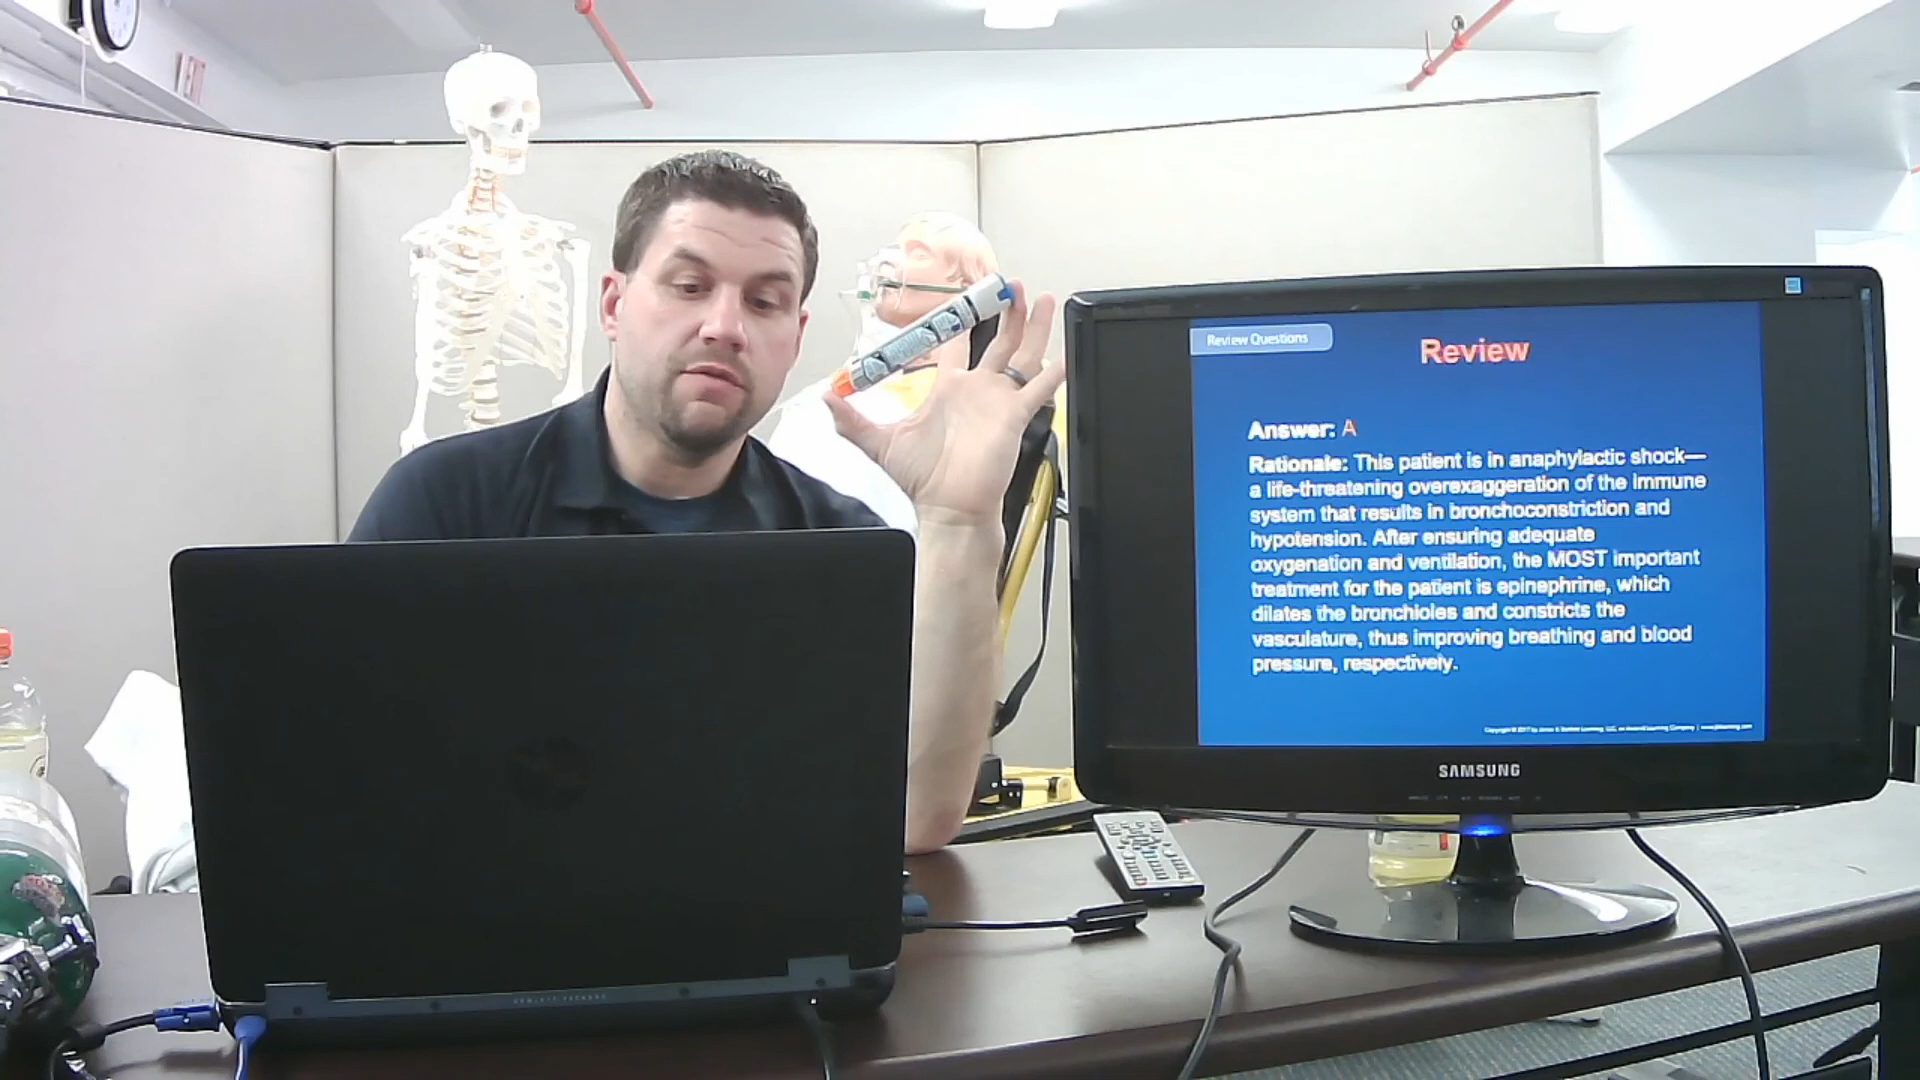 Review Questions
Review
Answer: A
Rationale: This patient is in anaphylactic shock—
a life-threatening overexaggeration of the immune
system that results in bronchoconstriction and
hypotension. After ensuring adequate
oxygenation and ventilation, the MOST important
treatment for the patient is epinephrine, which
dilates the bronchioles and constricts the
vasculature, thus improving breathing and blood
pressure, respectively.
SAMSUNG